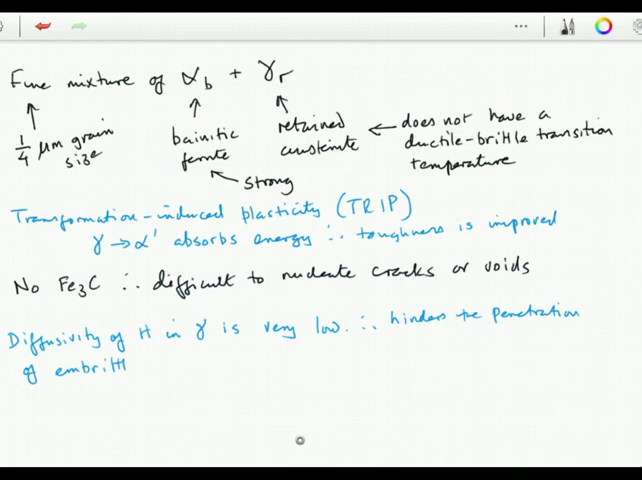 Fine mixture of αb + γr
1/4 μm grain size
bainitic ferrite
strong
retained austenite
does not have a
ductile-brittle transition
temperature
Transformation-induced plasticity (TRIP)
γ → α' absorbs energy ∴ toughness is improved
No Fe3C ∴ difficult to nucleate cracks or voids
Diffusivity of H in γ is very low. ∴ hinders the penetration
of embrittl